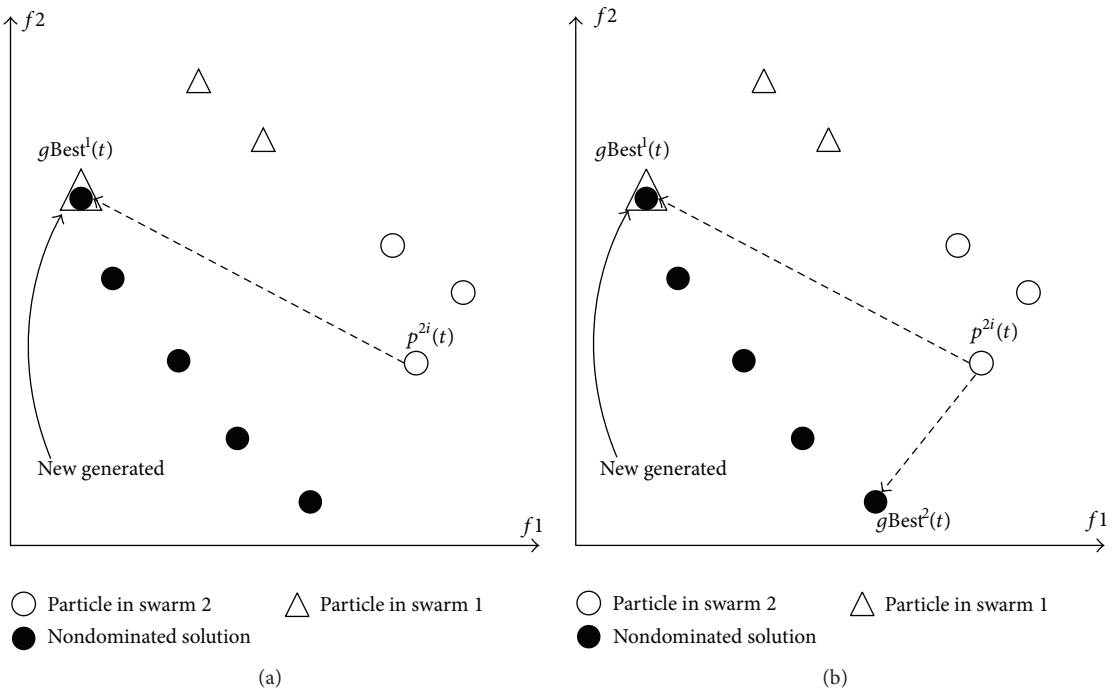 f2
gBest¹(t)
p²ⁱ(t)
New generated
f1
Particle in swarm 2
Particle in swarm 1
Nondominated solution
(a)
f2
gBest¹(t)
p²ⁱ(t)
New generated
gBest²(t)
f1
Particle in swarm 2
Particle in swarm 1
Nondominated solution
(b)